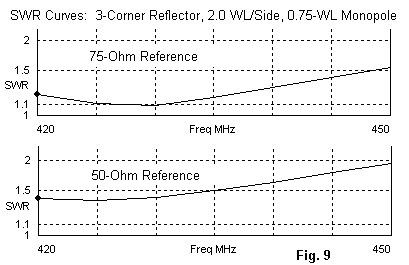 SWR Curves: 3-Corner Reflector, 2.0 WL/Side, 0.75-WL Monopole
2
75-Ohm Reference
1.5
SWR
1.1
1
420 Freq MHz 450
2
50-Ohm Reference
1.5
SWR
1.1
1
420 Freq MHz 450
Fig. 9